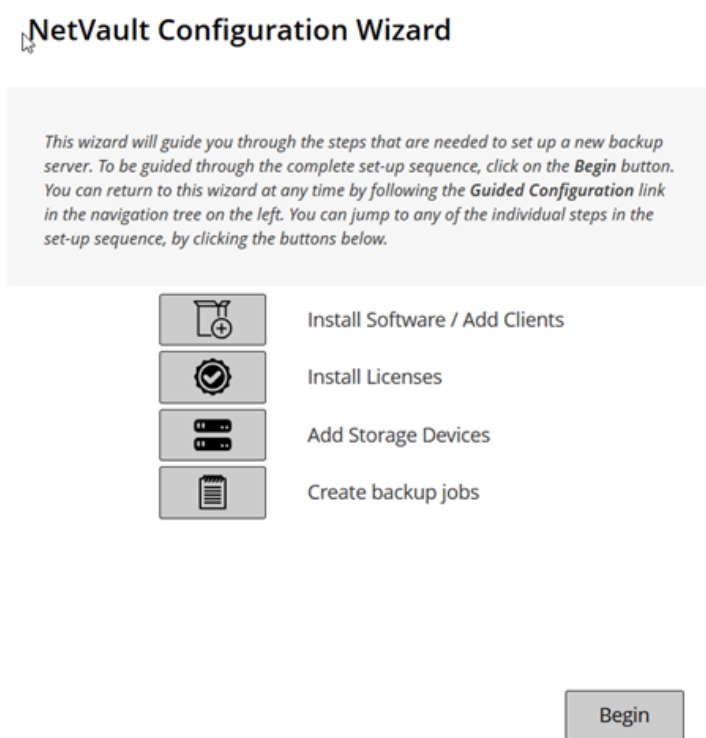 NetVault Configuration Wizard
This wizard will guide you through the steps that are needed to set up a new backup
server. To be guided through the complete set-up sequence, click on the Begin button.
You can return to this wizard at any time by following the Guided Configuration link
in the navigation tree on the left. You can jump to any of the individual steps in the
set-up sequence, by clicking the buttons below.
Install Software / Add Clients
Install Licenses
Add Storage Devices
Create backup jobs
Begin